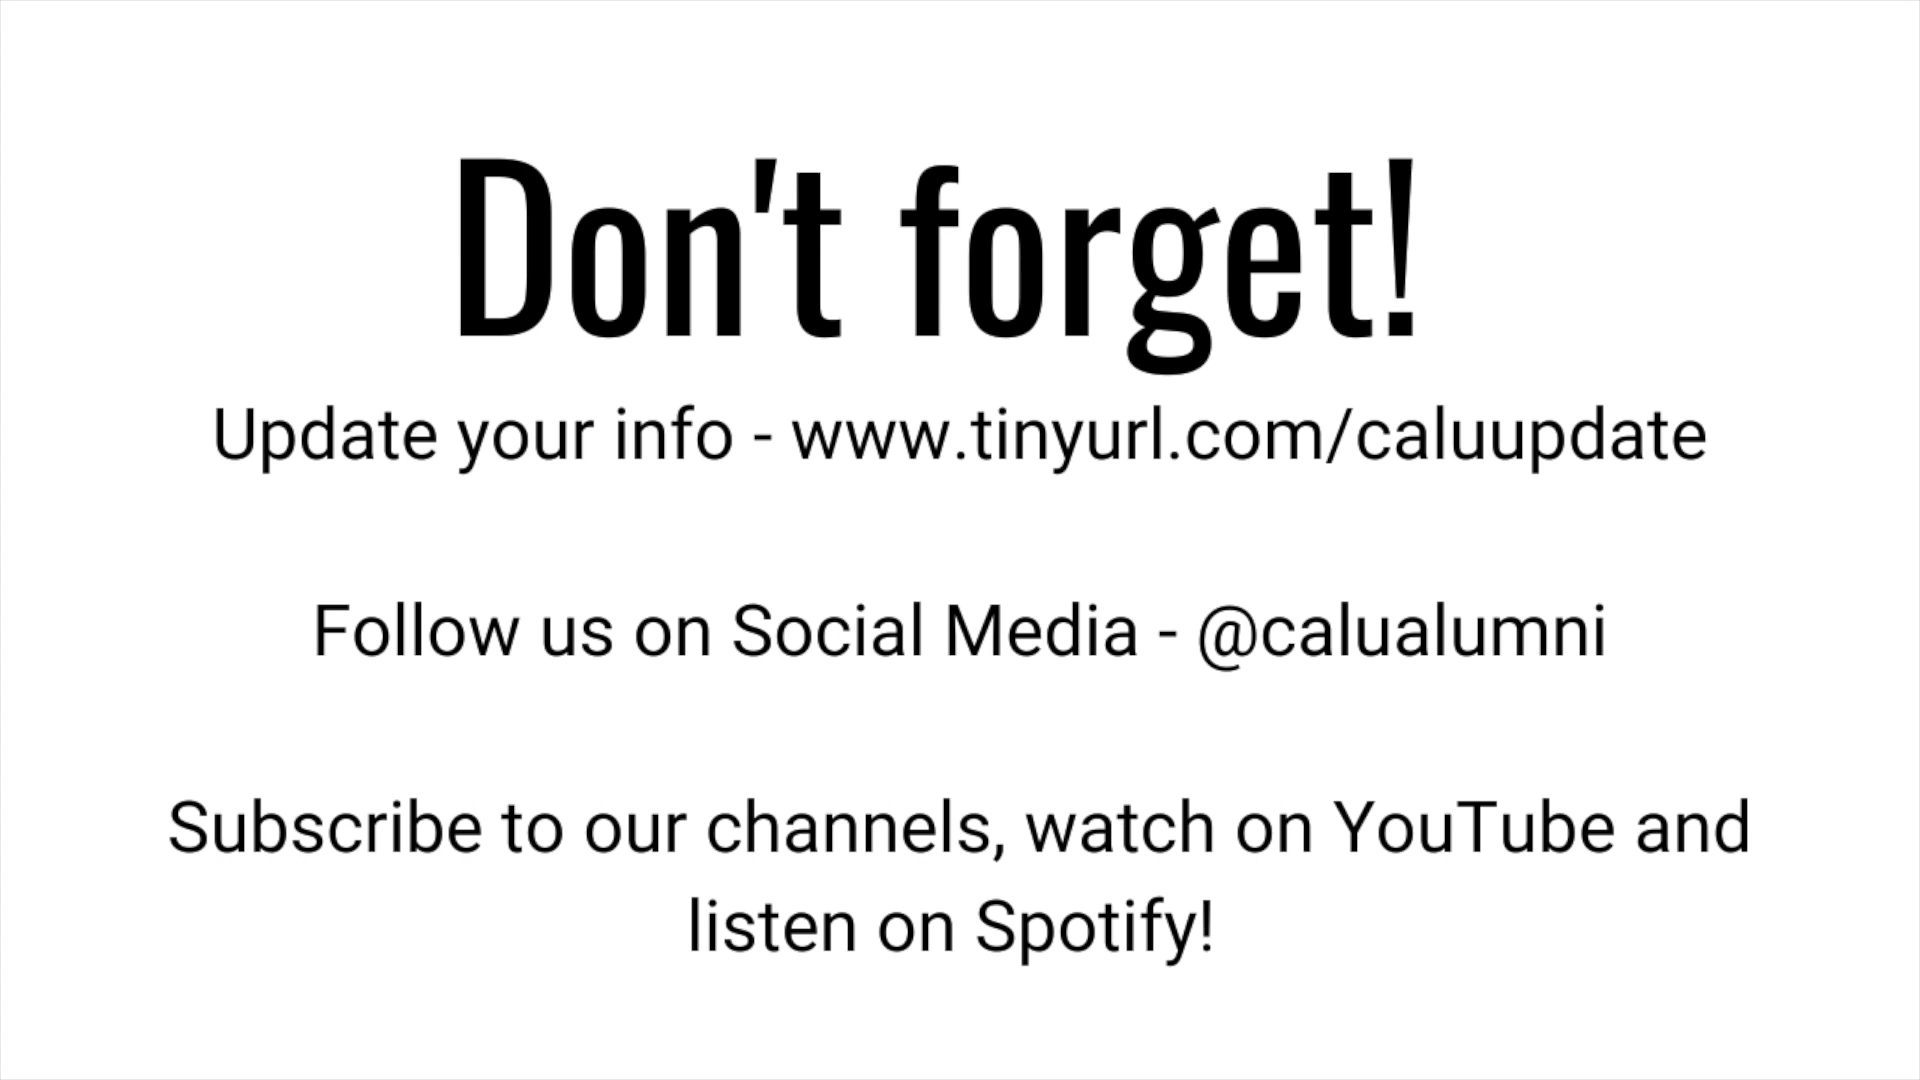 Don't forget!
Update your info - www.tinyurl.com/caluupdate
Follow us on Social Media - @calualumni
Subscribe to our channels, watch on YouTube and
listen on Spotify!